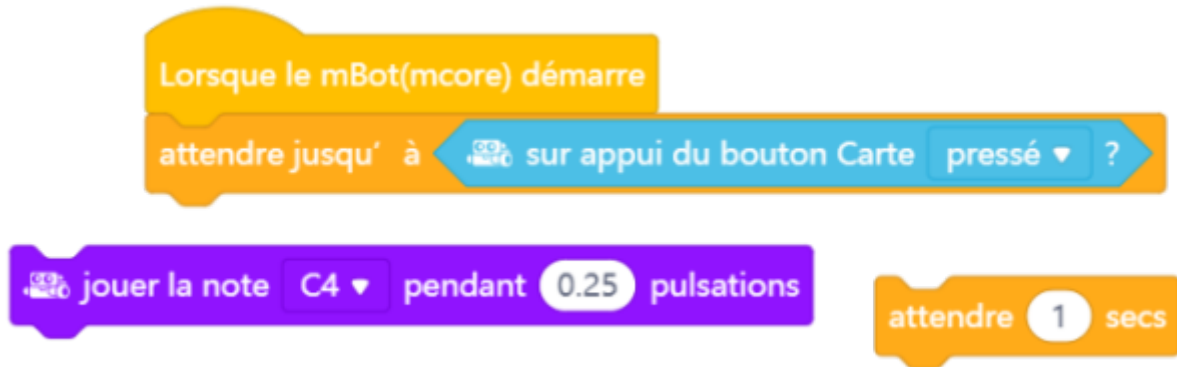 Lorsque le mBot(mcore) démarre
attendre jusqu’ à sur appui du bouton Carte pressé ?
jouer la note C4 pendant 0.25 pulsations
attendre 1 secs